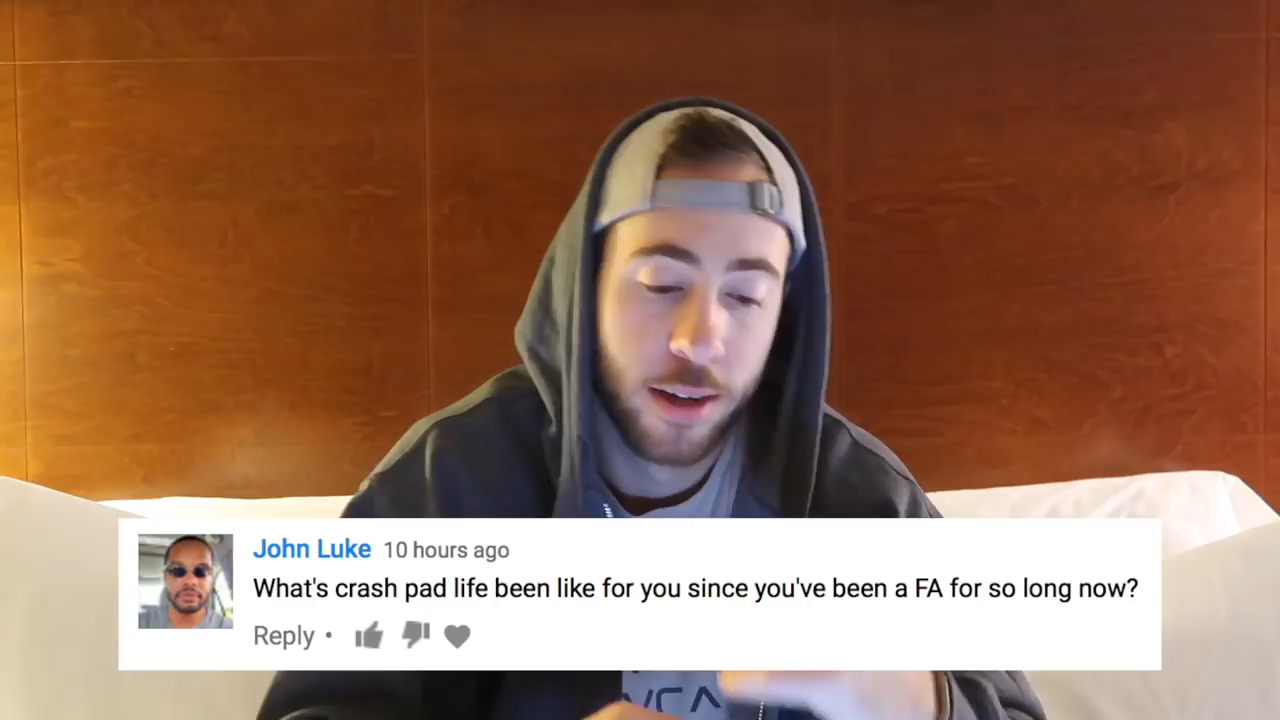 John Luke 10 hours ago
What's crash pad life been like for you since you've been a FA for so long now?
Reply •